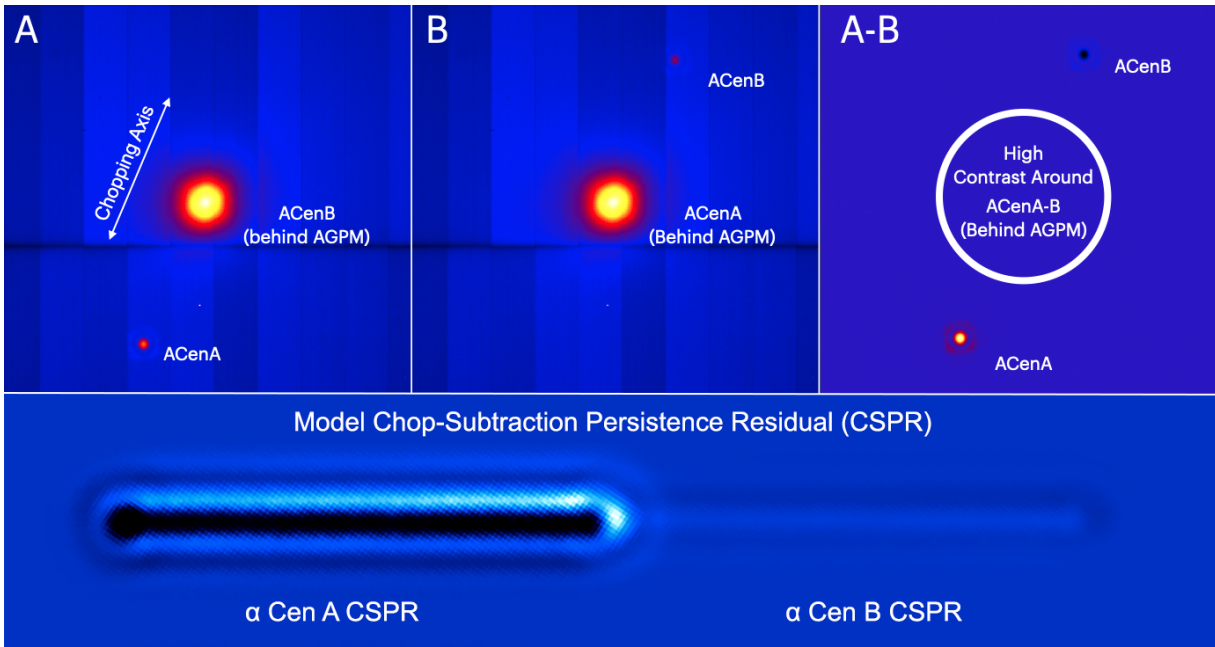 A
Chopping Axis
ACenB
(behind AGPM)
ACenA
B
ACenB
ACenA
(Behind AGPM)
A-B
ACenB
High
Contrast Around
ACenA-B
(Behind AGPM)
ACenA
Model Chop-Subtraction Persistence Residual (CSPR)
α Cen A CSPR
α Cen B CSPR